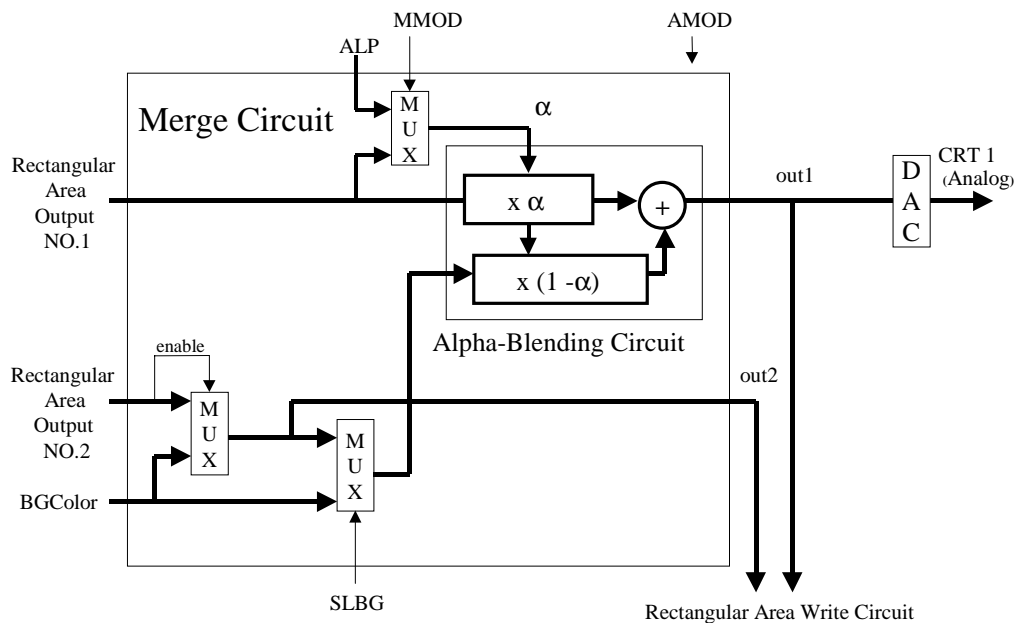 MMOD
AMOD
ALP
Merge Circuit
M
U
X
α
Rectangular
Area
Output
NO.1
x α
+
out1
D
A
C
CRT 1
(Analog)
x (1 -α)
Alpha-Blending Circuit
enable
Rectangular
Area
Output
NO.2
M
U
X
out2
M
U
X
BGColor
SLBG
Rectangular Area Write Circuit